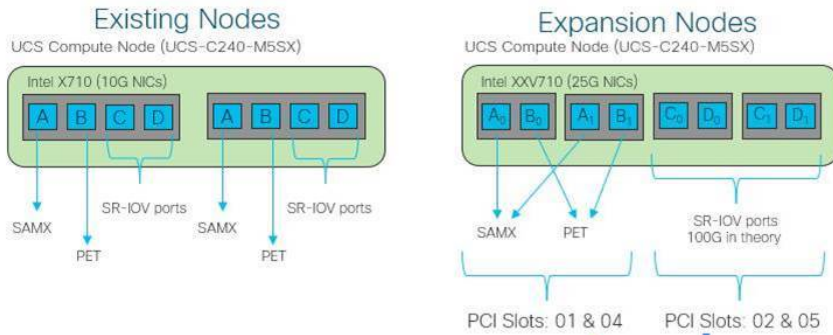 Existing Nodes
UCS Compute Node (UCS-C240-M5SX)
Intel X710 (10G NICs)
A B C D
A B C D
SR-IOV ports
SR-IOV ports
SAMX
SAMX
PET
PET
Expansion Nodes
UCS Compute Node (UCS-C240-M5SX)
Intel XXV710 (25G NICs)
A0 B0
A1 B1
C0 D0
C1 D1
SAMX
PET
SR-IOV ports
100G in theory
PCI Slots: 01 & 04
PCI Slots: 02 & 05